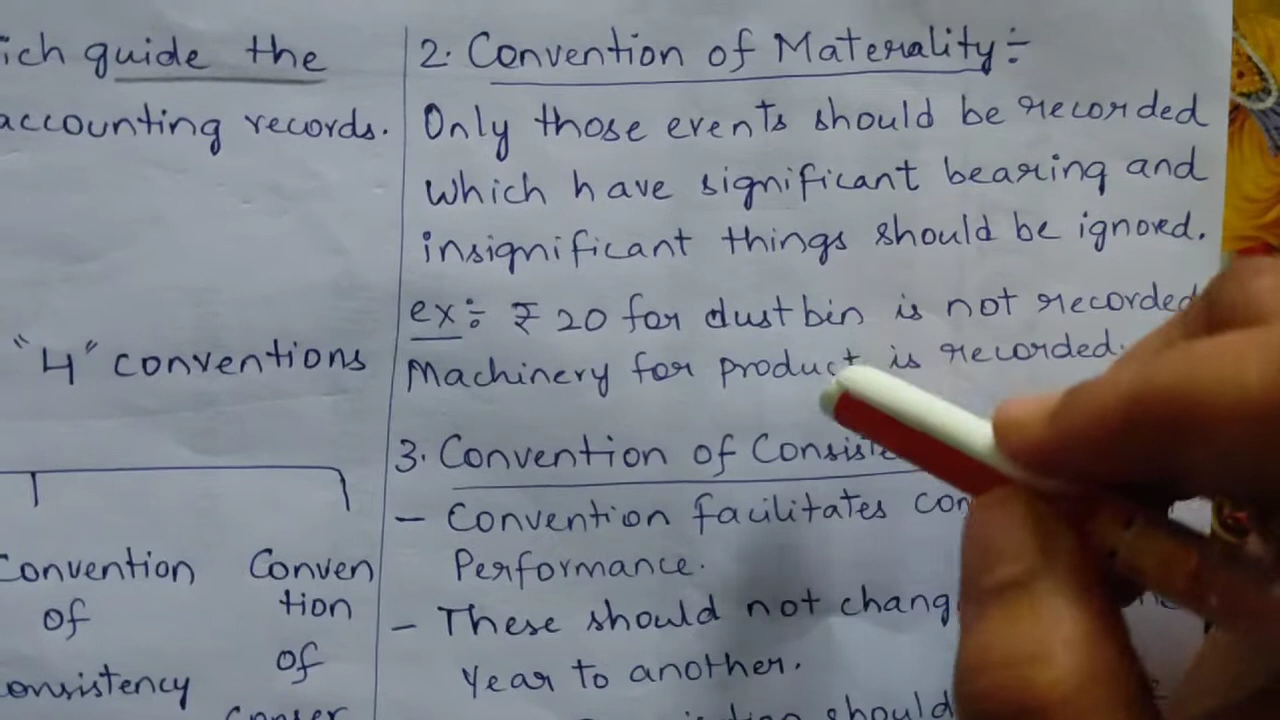 ich guide the
accounting records.
"4" conventions
Convention
of
onsistency
Conven
tion
of
conser
2. Convention of Materality÷
Only those events should be recorded
which have significant bearing and
insignificant things should be ignored.
ex÷ ₹ 20 for dustbin is not recorded
Machinery for product is recorded.
3. Convention of Consiste
- Convention facilitates com
Performance.
- These should not chang
Year to another.
should